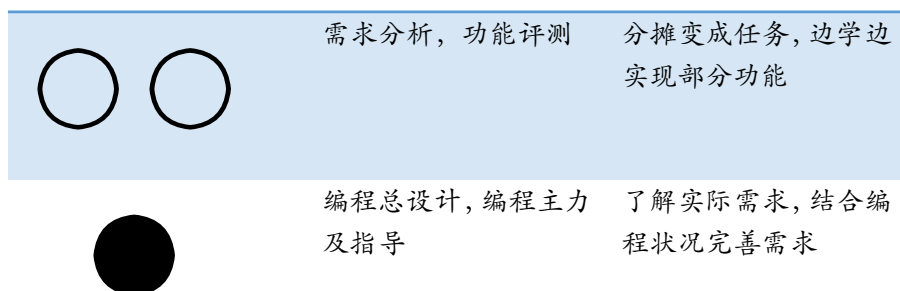 需求分析，功能评测
分摊变成任务，边学边
实现部分功能
编程总设计，编程主力
及指导
了解实际需求，结合编
程状况完善需求